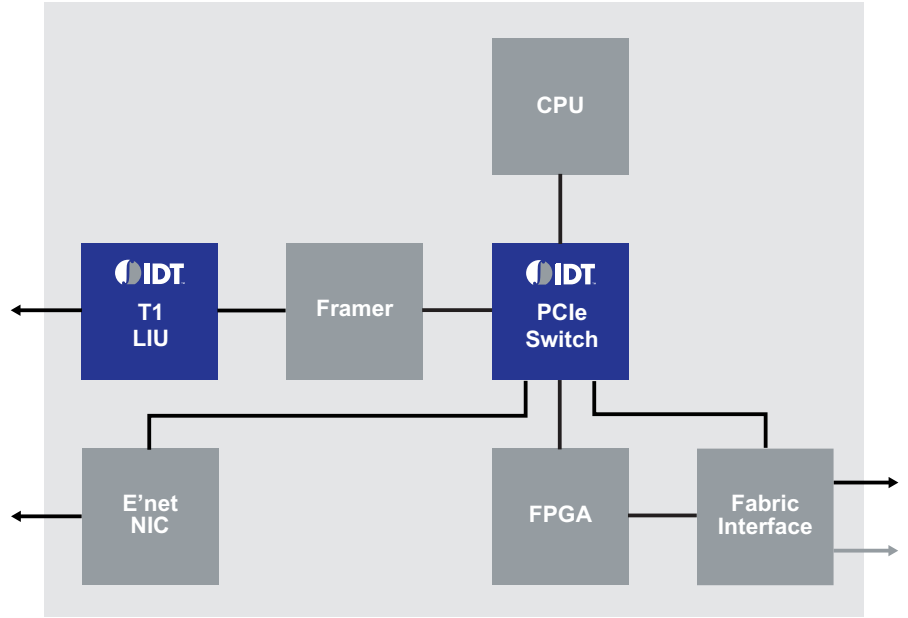 CPU
IDT
T1
LIU
Framer
IDT
PCIe
Switch
E'net
NIC
FPGA
Fabric
Interface